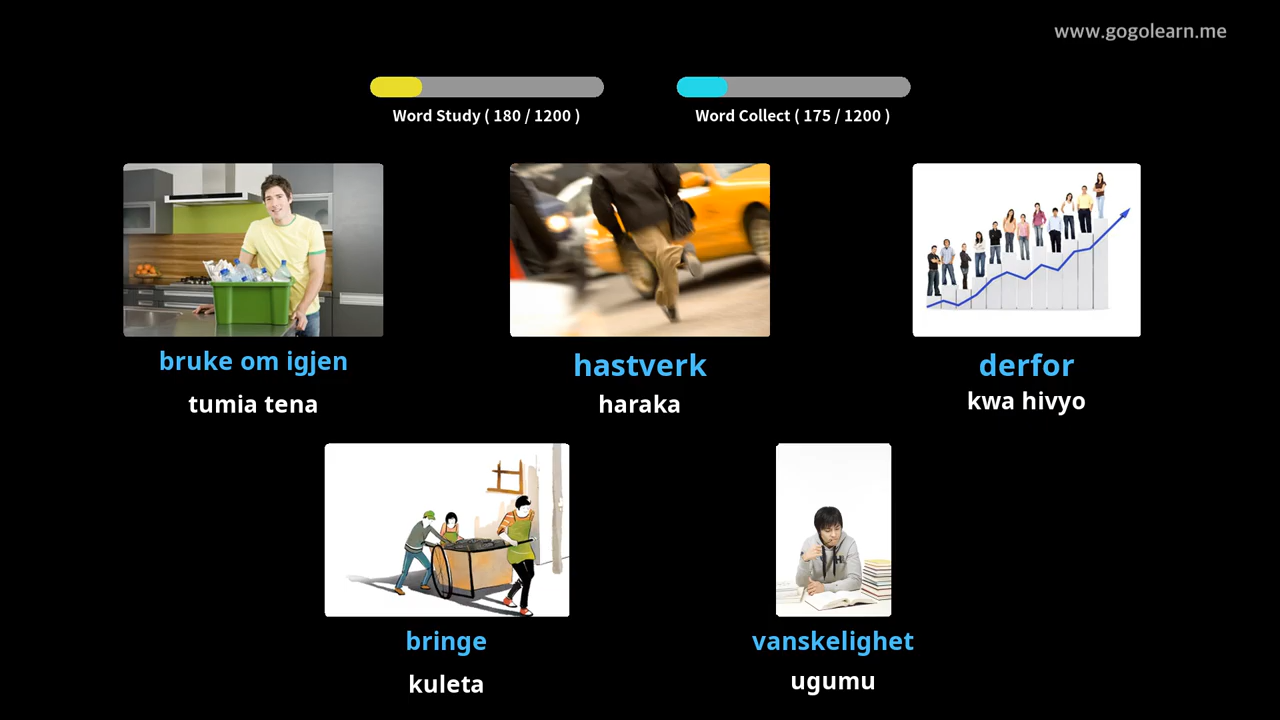 www.gogolearn.me
Word Study ( 180 / 1200 )
Word Collect ( 175 / 1200 )
bruke om igjen
tumia tena
hastverk
haraka
derfor
kwa hivyo
bringe
kuleta
vanskelighet
ugumu